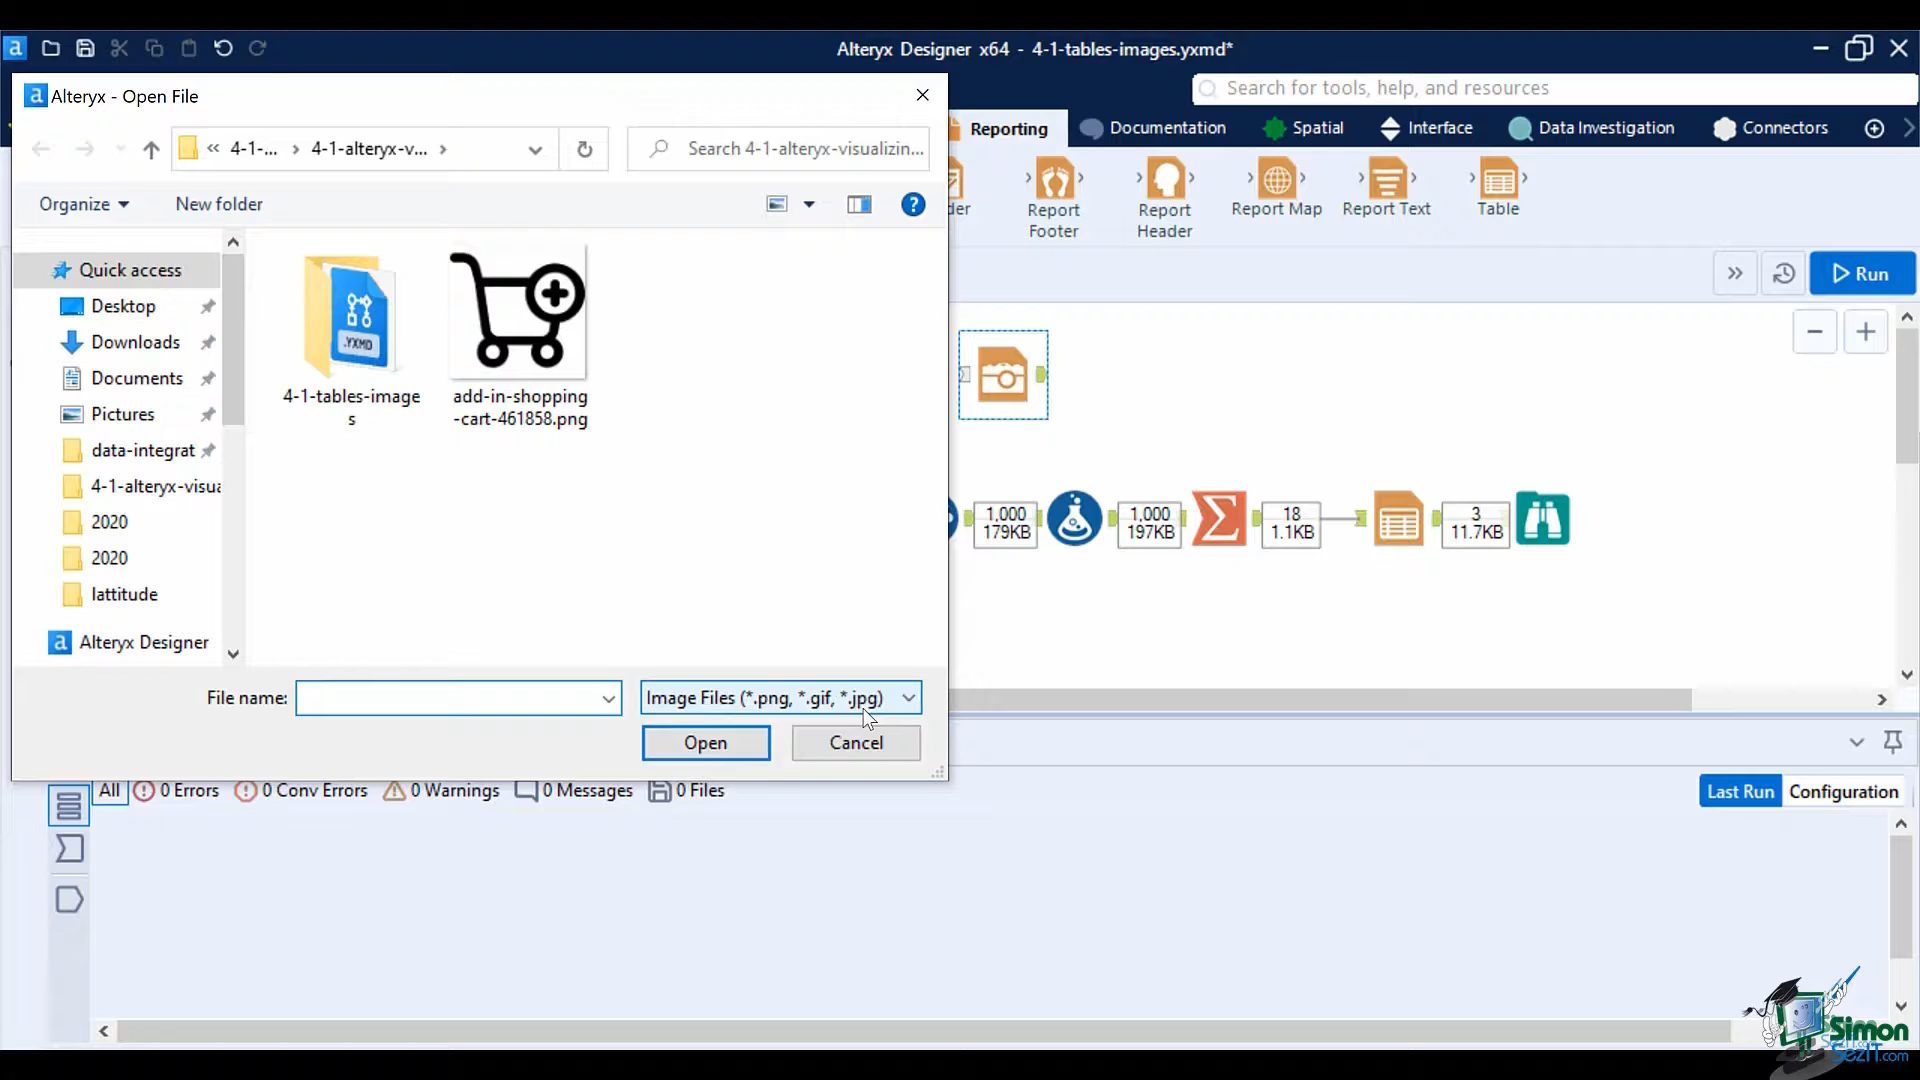 Alteryx Designer x64 - 4-1-tables-images.yxmd*
Alteryx - Open File
Search for tools, help, and resources
Reporting
Documentation
Spatial
Interface
Data Investigation
Connectors
« 4-1-... › 4-1-alteryx-v... ›
Search 4-1-alteryx-visualizin...
der
Report
Footer
Report
Header
Report Map
Report Text
Table
Organize
New folder
Run
Quick access
Desktop
Downloads
Documents
Pictures
data-integrat
4-1-alteryx-visua
2020
2020
lattitude
Alteryx Designer
.YXMD
4-1-tables-image
s
add-in-shopping
-cart-461858.png
1,000
179KB
1,000
197KB
18
1.1KB
3
11.7KB
File name:
Image Files (*.png, *.gif, *.jpg)
Open
Cancel
All
0 Errors
0 Conv Errors
0 Warnings
0 Messages
0 Files
Last Run
Configuration
Simon
SezIT.com